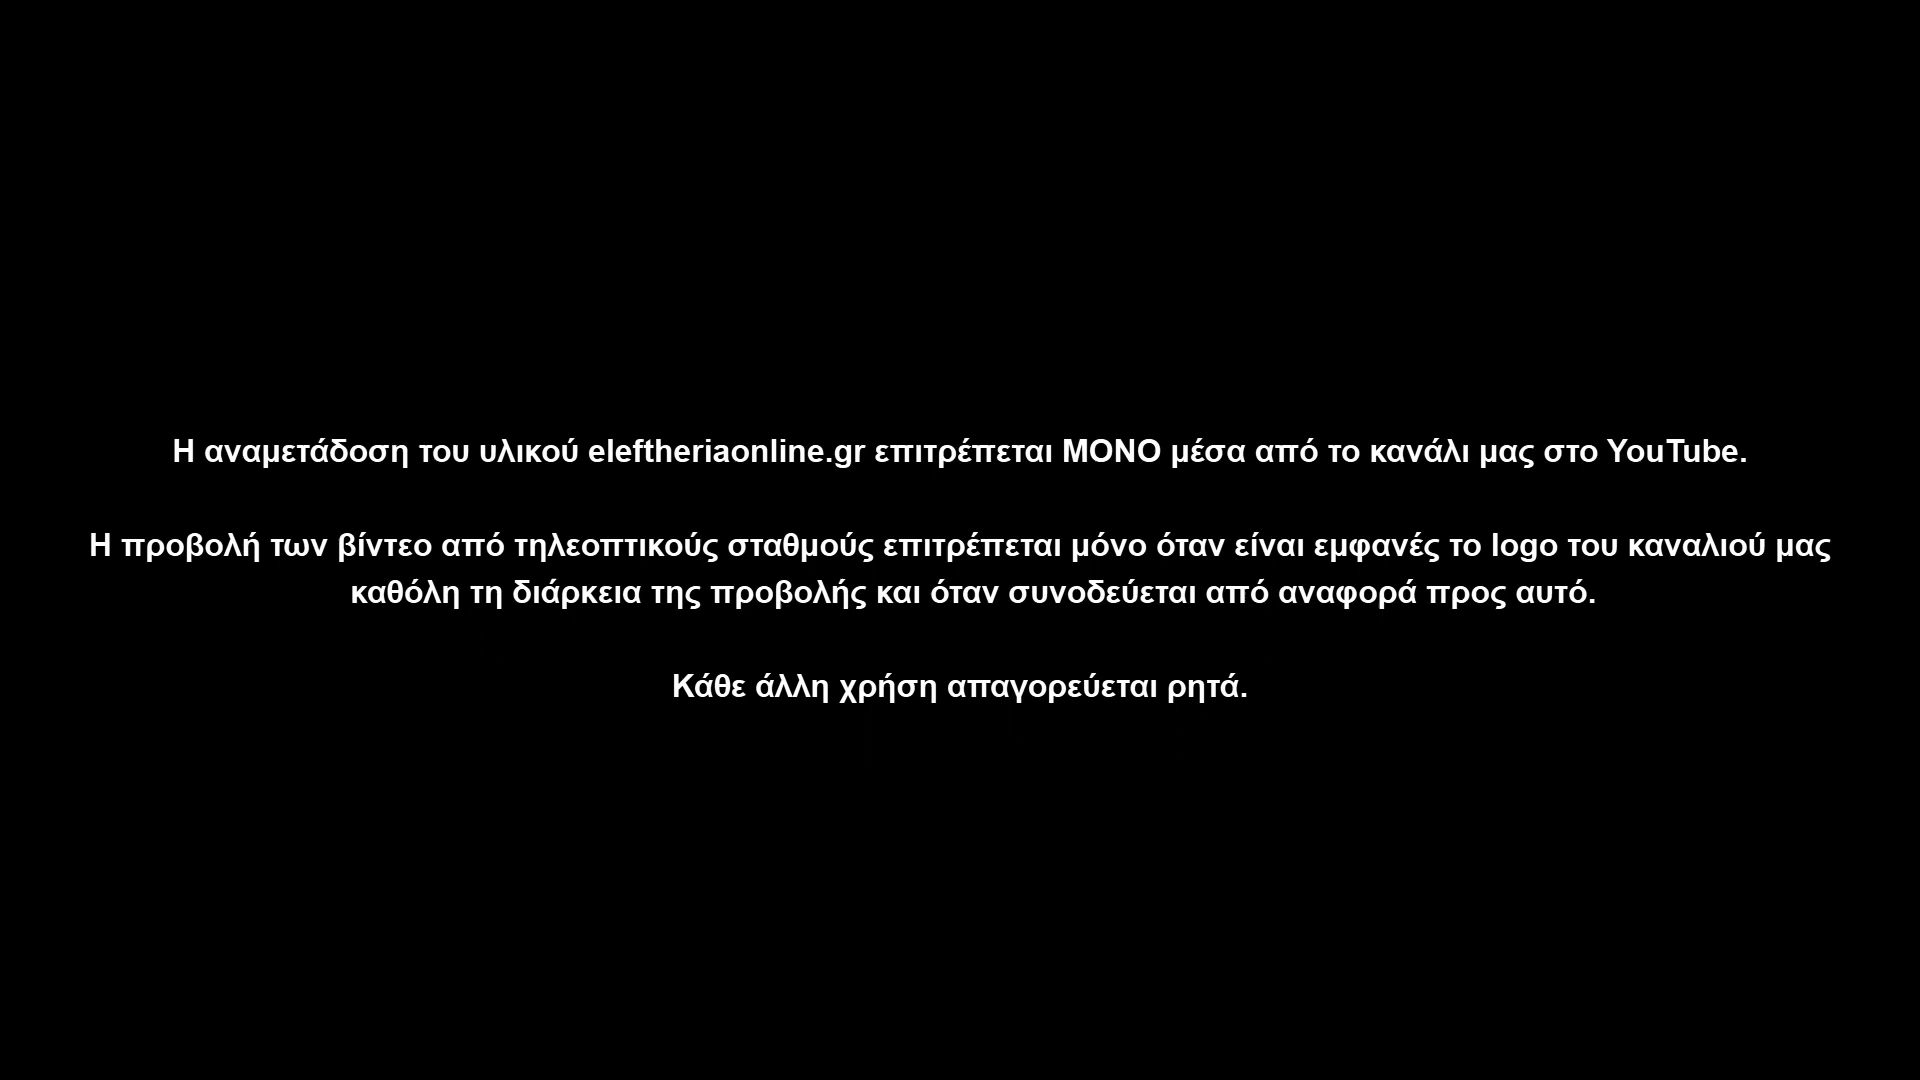 Η αναμετάδοση του υλικού eleftheriaonline.gr επιτρέπεται ΜΟΝΟ μέσα από το κανάλι μας στο YouTube.
Η προβολή των βίντεο από τηλεοπτικούς σταθμούς επιτρέπεται μόνο όταν είναι εμφανές το logo του καναλιού μας
καθόλη τη διάρκεια της προβολής και όταν συνοδεύεται από αναφορά προς αυτό.
Κάθε άλλη χρήση απαγορεύεται ρητά.